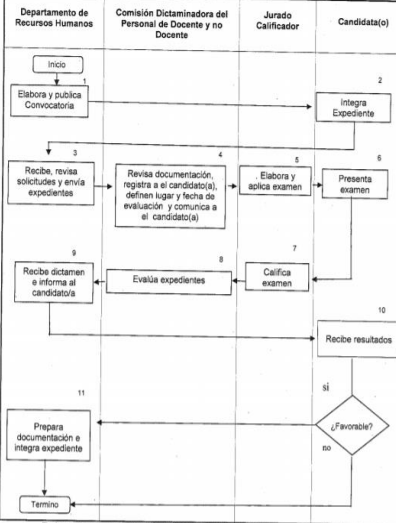 Departamento de
Recursos Humanos
Comisión Dictaminadora del
Personal de Docente y no
Docente
Jurado
Calificador
Candidata(o)
Inicio
1
Elabora y publica
Convocatoria
2
Integra
Expediente
3
Recibe, revisa
solicitudes y envía
expedientes
4
Revisa documentación,
registra a el candidato(a),
definen lugar y fecha de
evaluación y comunica a
el candidato(a)
5
. Elabora y
aplica examen
6
Presenta
examen
7
Califica
examen
8
Evalúa expedientes
9
Recibe dictamen
e informa al
candidato/a
10
Recibe resultados
si
¿Favorable?
no
11
Prepara
documentación e
integra expediente
Termino